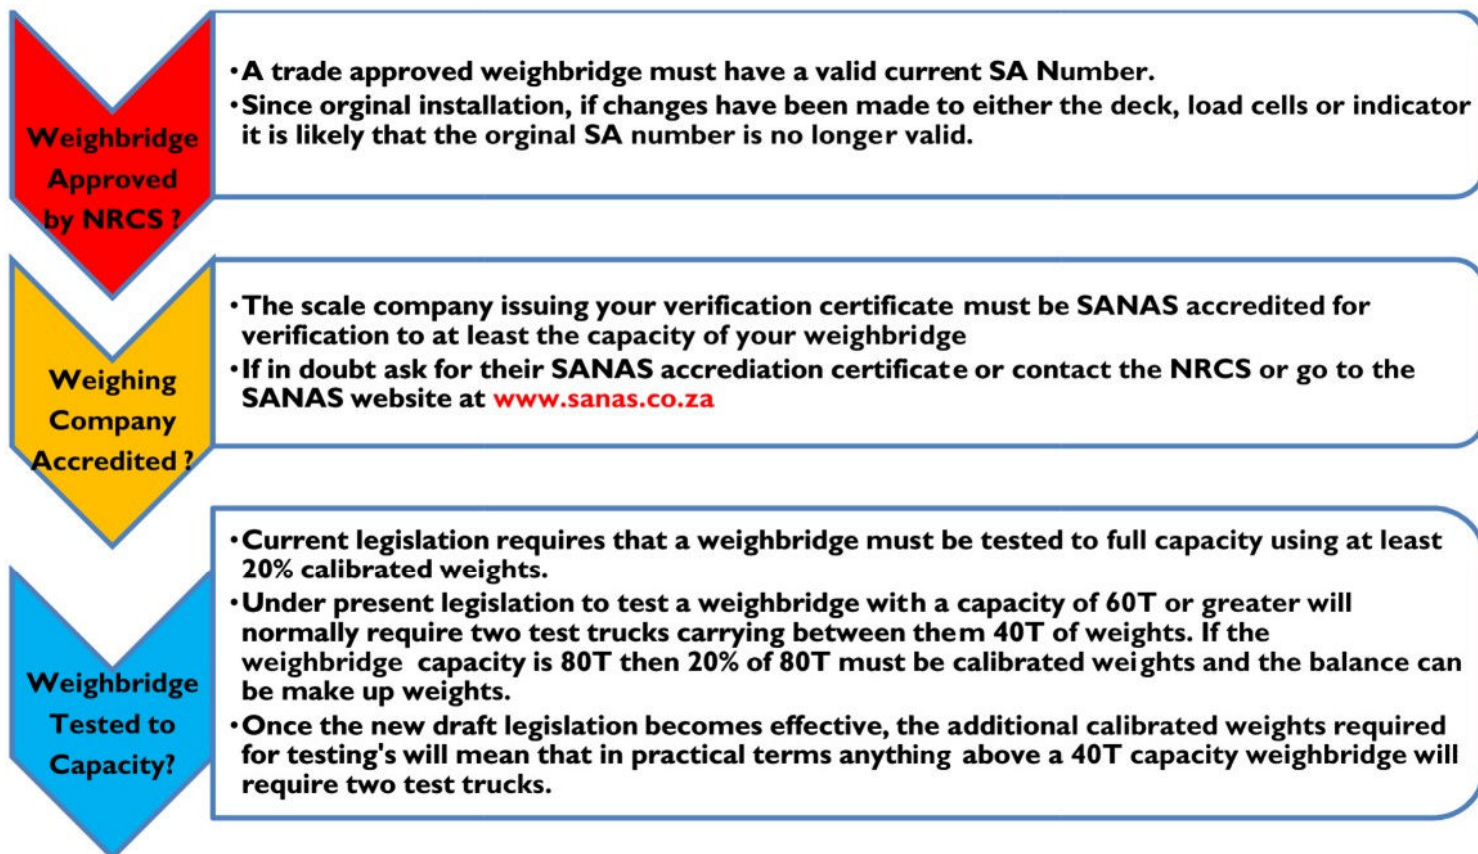 Weighbridge
Approved
by NRCS ?
•A trade approved weighbridge must have a valid current SA Number.
•Since orginal installation, if changes have been made to either the deck, load cells or indicator
it is likely that the orginal SA number is no longer valid.
Weighing
Company
Accredited ?
•The scale company issuing your verification certificate must be SANAS accredited for
verification to at least the capacity of your weighbridge
•If in doubt ask for their SANAS accrediation certificate or contact the NRCS or go to the
SANAS website at www.sanas.co.za
Weighbridge
Tested to
Capacity?
•Current legislation requires that a weighbridge must be tested to full capacity using at least
20% calibrated weights.
•Under present legislation to test a weighbridge with a capacity of 60T or greater will
normally require two test trucks carrying between them 40T of weights. If the
weighbridge capacity is 80T then 20% of 80T must be calibrated weights and the balance can
be make up weights.
•Once the new draft legislation becomes effective, the additional calibrated weights required
for testing's will mean that in practical terms anything above a 40T capacity weighbridge will
require two test trucks.